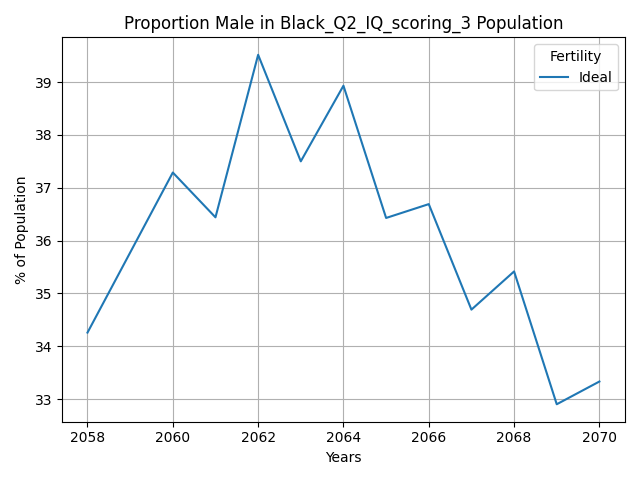 Proportion Male in Black_Q2_IQ_scoring_3 Population
Fertility
Ideal
39
38
37
36
35
34
33
% of Population
2058
2060
2062
2064
2066
2068
2070
Years